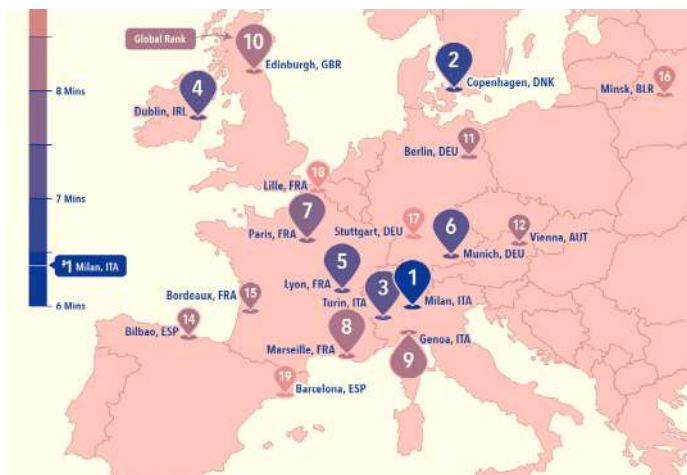 Global Rank
10
Edinburgh, GBR
2
Copenhagen, DNK
16
Minsk, BLR
8 Mins
4
Dublin, IRL
11
Berlin, DEU
18
Lille, FRA
7 Mins
7
Paris, FRA
17
Stuttgart, DEU
6
Munich, DEU
12
Vienna, AUT
#1 Milan, ITA
5
Lyon, FRA
3
Turin, ITA
1
Milan, ITA
6 Mins
15
Bordeaux, FRA
14
Bilbao, ESP
8
Marseille, FRA
Genoa, ITA
9
19
Barcelona, ESP